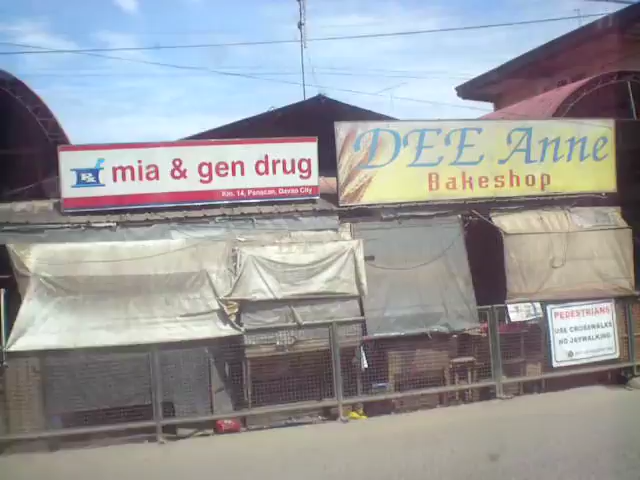 Rx mia & gen drug
Km. 14, Panacan, Davao City
DEE Anne
Bakeshop
PEDESTRIANS
USE CROSSWALKS
NO JAYWALKING